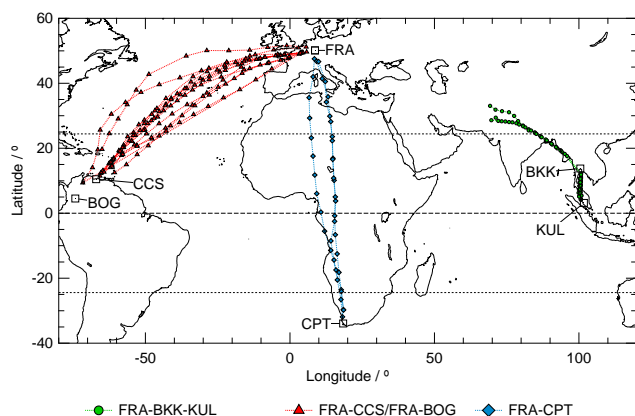 60
40
20
0
-20
-40
Latitude / º
FRA
CCS
BOG
BKK
KUL
CPT
-50
0
50
100
Longitude / º
FRA-BKK-KUL
FRA-CCS/FRA-BOG
FRA-CPT